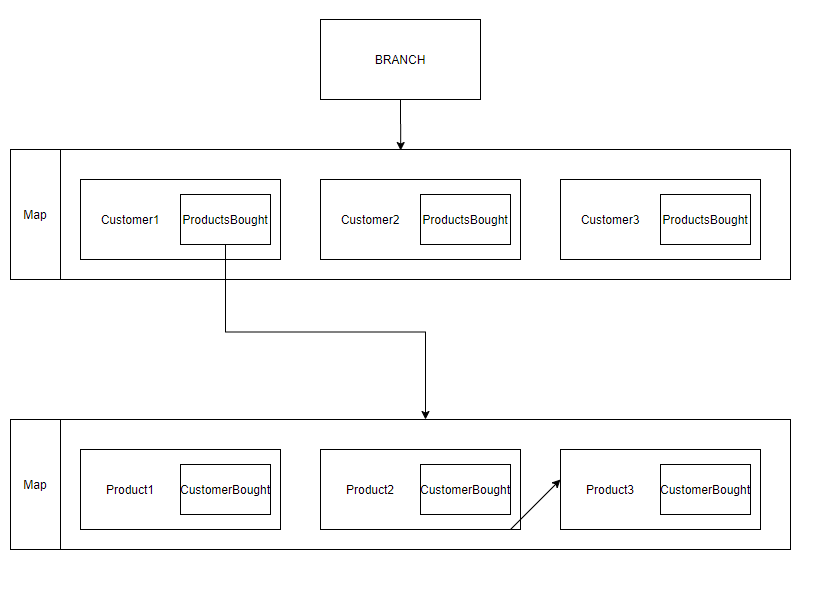 BRANCH
Map
Customer1
ProductsBought
Customer2
ProductsBought
Customer3
ProductsBought
Map
Product1
CustomerBought
Product2
CustomerBought
Product3
CustomerBought